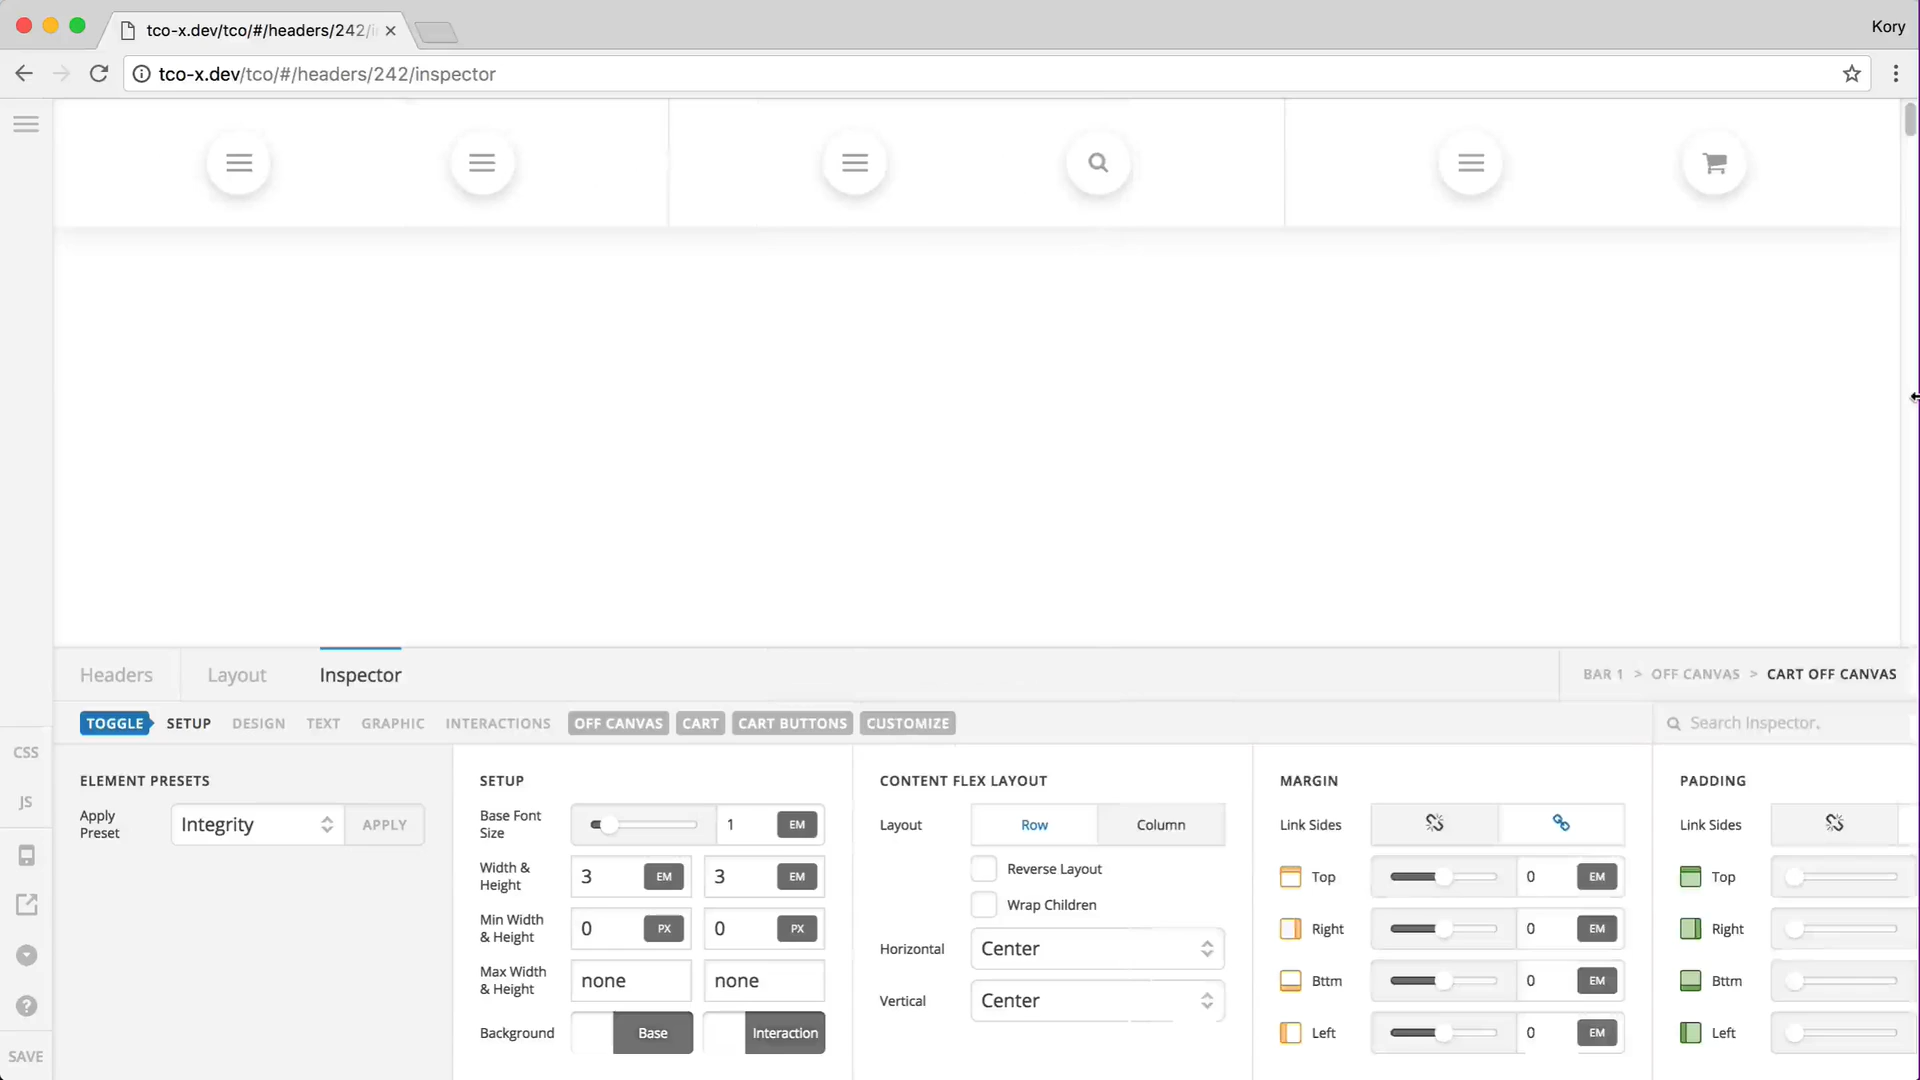 tco-x.dev/tco/#/headers/242/i
Kory
tco-x.dev/tco/#/headers/242/inspector
Headers Layout Inspector BAR 1 > OFF CANVAS > CART OFF CANVAS
TOGGLE SETUP DESIGN TEXT GRAPHIC INTERACTIONS OFF CANVAS CART CART BUTTONS CUSTOMIZE Search Inspector.
CSS
JS
SAVE
ELEMENT PRESETS
Apply Preset Integrity APPLY
SETUP
Base Font Size 1 EM
Width & Height 3 EM 3 EM
Min Width & Height 0 PX 0 PX
Max Width & Height none none
Background Base Interaction
CONTENT FLEX LAYOUT
Layout Row Column
Reverse Layout
Wrap Children
Horizontal Center
Vertical Center
MARGIN
Link Sides
Top 0 EM
Right 0 EM
Bttm 0 EM
Left 0 EM
PADDING
Link Sides
Top
Right
Bttm
Left